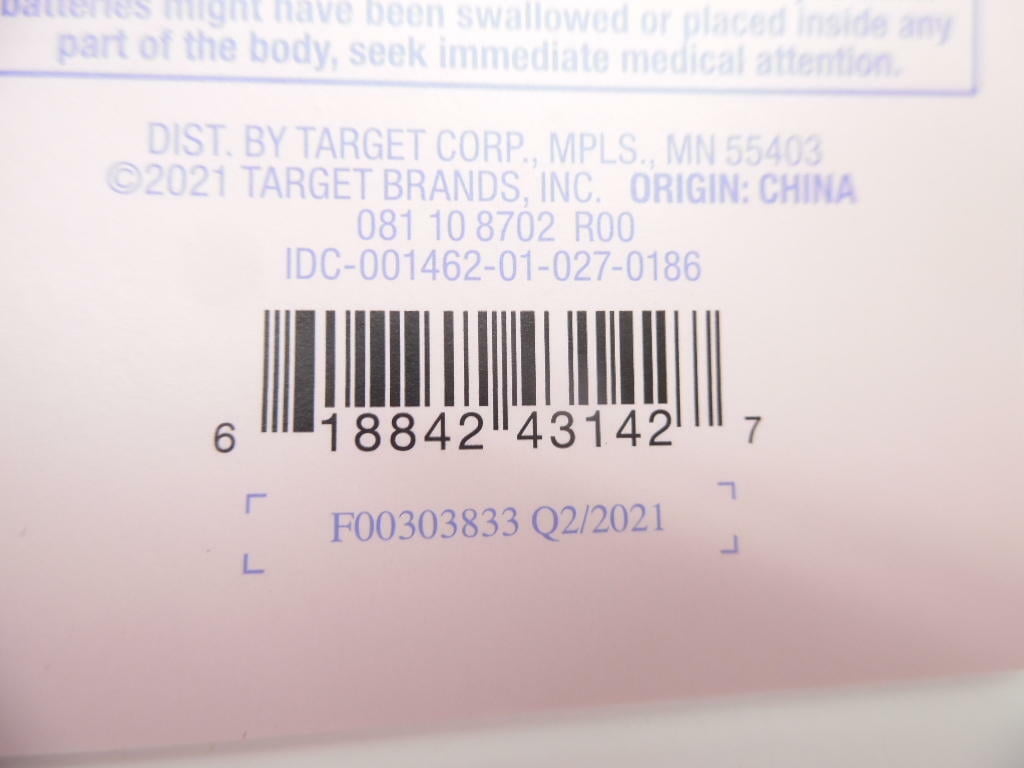 batteries might have been swallowed or placed inside any
part of the body, seek immediate medical attention.
DIST. BY TARGET CORP., MPLS., MN 55403
©2021 TARGET BRANDS, INC. ORIGIN: CHINA
081 10 8702 R00
IDC-001462-01-027-0186
6 18842 43142 7
F00303833 Q2/2021